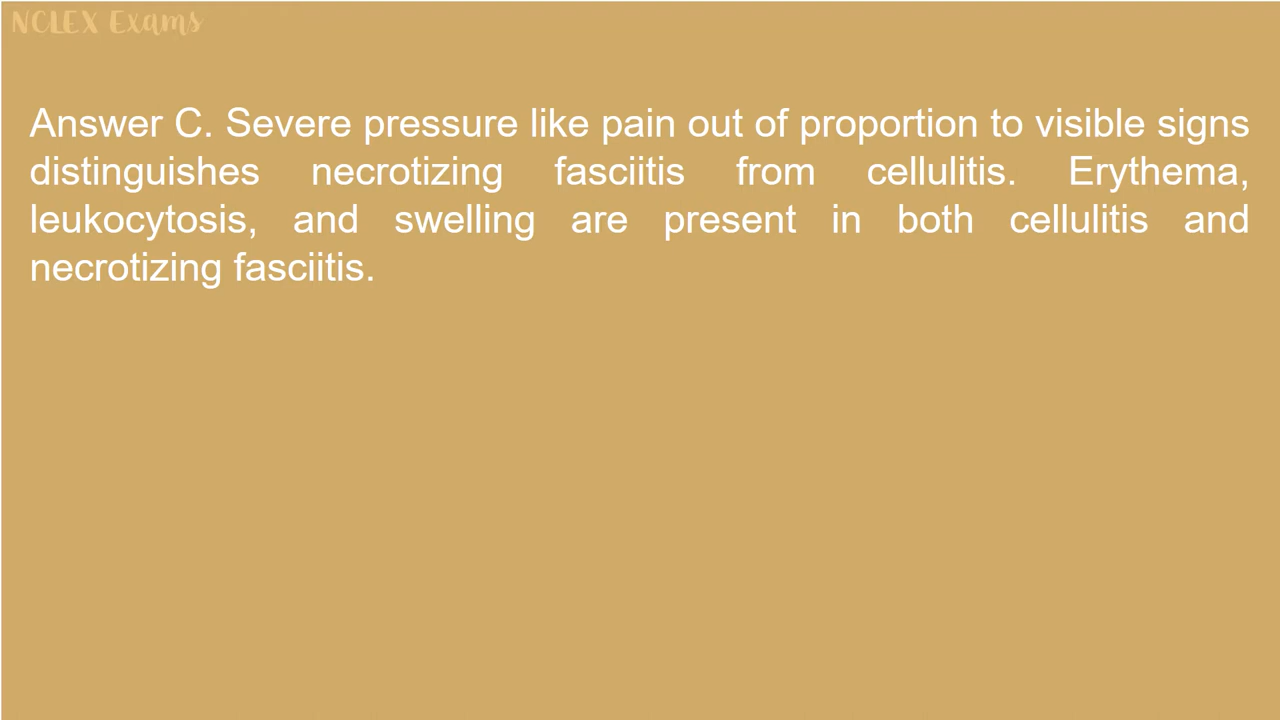 NCLEX Exams
Answer C. Severe pressure like pain out of proportion to visible signs
distinguishes necrotizing fasciitis from cellulitis. Erythema,
leukocytosis, and swelling are present in both cellulitis and
necrotizing fasciitis.